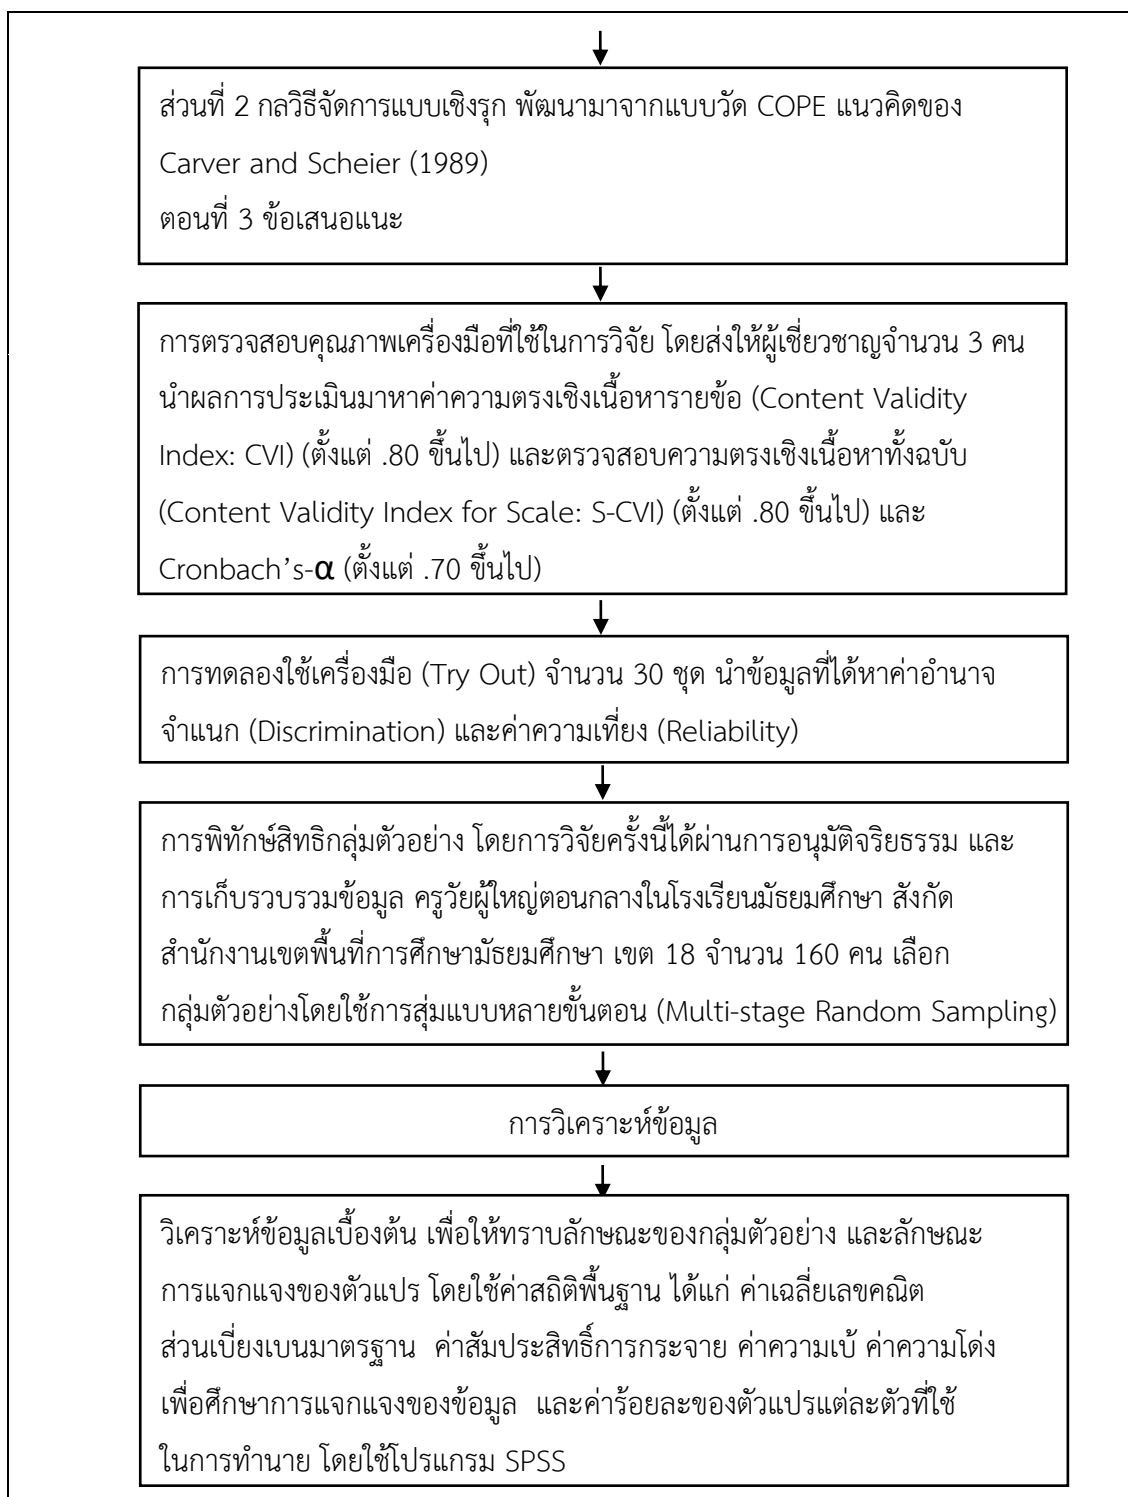 ส่วนที่ 2 กลวิธีจัดการแบบเชิงรุก พัฒนามาจากแบบวัด COPE แนวคิดของ
Carver and Scheier (1989)
ตอนที่ 3 ข้อเสนอแนะ
การตรวจสอบคุณภาพเครื่องมือที่ใช้ในการวิจัย โดยส่งให้ผู้เชี่ยวชาญจำนวน 3 คน
นำผลการประเมินมาหาค่าความตรงเชิงเนื้อหารายข้อ (Content Validity
Index: CVI) (ตั้งแต่ .80 ขึ้นไป) และตรวจสอบความตรงเชิงเนื้อหาทั้งฉบับ
(Content Validity Index for Scale: S-CVI) (ตั้งแต่ .80 ขึ้นไป) และ
Cronbach’s-α (ตั้งแต่ .70 ขึ้นไป)
การทดลองใช้เครื่องมือ (Try Out) จำนวน 30 ชุด นำข้อมูลที่ได้หาค่าอำนาจ
จำแนก (Discrimination) และค่าความเที่ยง (Reliability)
การพิทักษ์สิทธิกลุ่มตัวอย่าง โดยการวิจัยครั้งนี้ได้ผ่านการอนุมัติจริยธรรม และ
การเก็บรวบรวมข้อมูล ครูวัยผู้ใหญ่ตอนกลางในโรงเรียนมัธยมศึกษา สังกัด
สำนักงานเขตพื้นที่การศึกษามัธยมศึกษา เขต 18 จำนวน 160 คน เลือก
กลุ่มตัวอย่างโดยใช้การสุ่มแบบหลายขั้นตอน (Multi-stage Random Sampling)
การวิเคราะห์ข้อมูล
วิเคราะห์ข้อมูลเบื้องต้น เพื่อให้ทราบลักษณะของกลุ่มตัวอย่าง และลักษณะ
การแจกแจงของตัวแปร โดยใช้ค่าสถิติพื้นฐาน ได้แก่ ค่าเฉลี่ยเลขคณิต
ส่วนเบี่ยงเบนมาตรฐาน ค่าสัมประสิทธิ์การกระจาย ค่าความเบ้ ค่าความโด่ง
เพื่อศึกษาการแจกแจงของข้อมูล และค่าร้อยละของตัวแปรแต่ละตัวที่ใช้
ในการทำนาย โดยใช้โปรแกรม SPSS